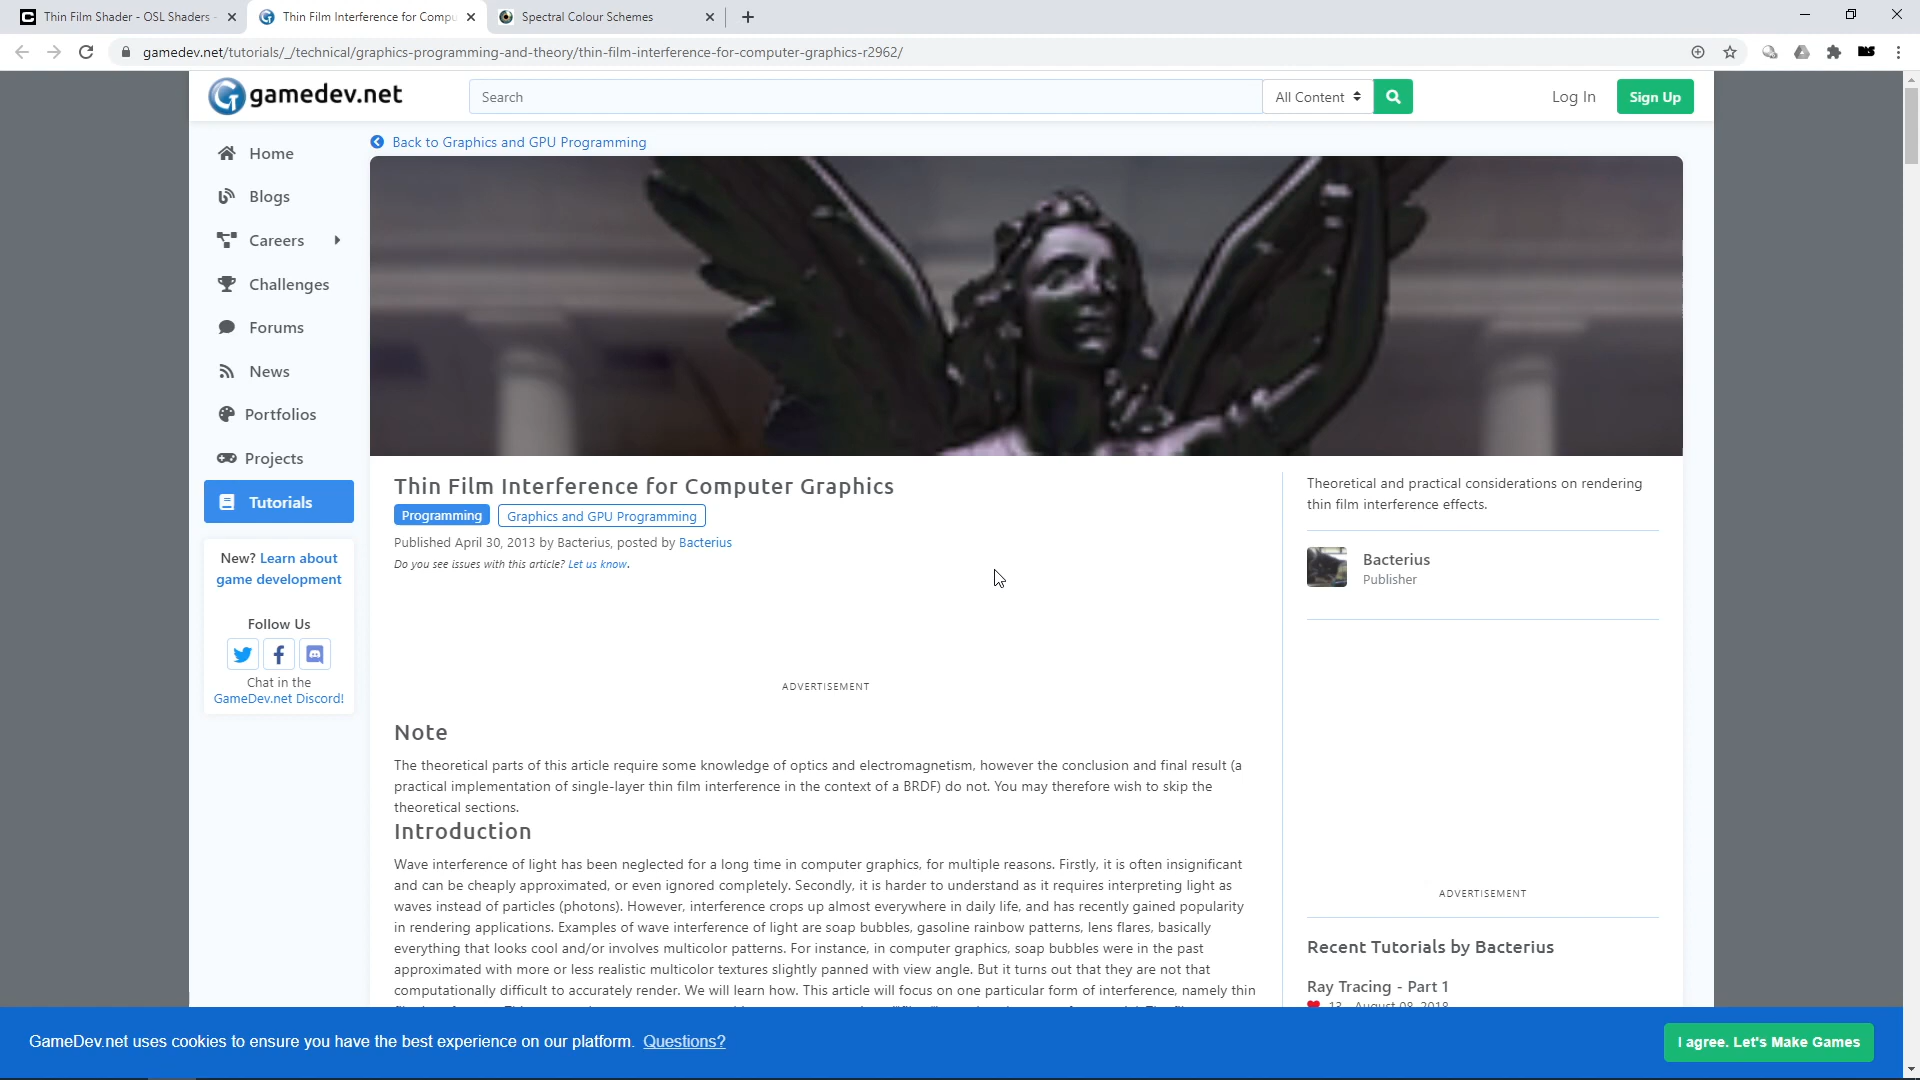 Thin Film Shader - OSL Shaders -
Thin Film Interference for Compu
Spectral Colour Schemes
gamedev.net/tutorials/_/technical/graphics-programming-and-theory/thin-film-interference-for-computer-graphics-r2962/
gamedev.net
Search
All Content
Log In
Sign Up
Home
Blogs
Careers
Challenges
Forums
News
Portfolios
Projects
Tutorials
New? Learn about
game development
Follow Us
Chat in the
GameDev.net Discord!
Back to Graphics and GPU Programming
Thin Film Interference for Computer Graphics
Programming
Graphics and GPU Programming
Published April 30, 2013 by Bacterius, posted by Bacterius
Do you see issues with this article? Let us know.
ADVERTISEMENT
Note
The theoretical parts of this article require some knowledge of optics and electromagnetism, however the conclusion and final result (a
practical implementation of single-layer thin film interference in the context of a BRDF) do not. You may therefore wish to skip the
theoretical sections.
Introduction
Wave interference of light has been neglected for a long time in computer graphics, for multiple reasons. Firstly, it is often insignificant
and can be cheaply approximated, or even ignored completely. Secondly, it is harder to understand as it requires interpreting light as
waves instead of particles (photons). However, interference crops up almost everywhere in daily life, and has recently gained popularity
in rendering applications. Examples of wave interference of light are soap bubbles, gasoline rainbow patterns, lens flares, basically
everything that looks cool and/or involves multicolor patterns. For instance, in computer graphics, soap bubbles were in the past
approximated with more or less realistic multicolor textures slightly panned with view angle. But it turns out that they are not that
computationally difficult to accurately render. We will learn how. This article will focus on one particular form of interference, namely thin
Theoretical and practical considerations on rendering
thin film interference effects.
Bacterius
Publisher
ADVERTISEMENT
Recent Tutorials by Bacterius
Ray Tracing - Part 1
13 August 08, 2018
GameDev.net uses cookies to ensure you have the best experience on our platform. Questions?
I agree. Let's Make Games